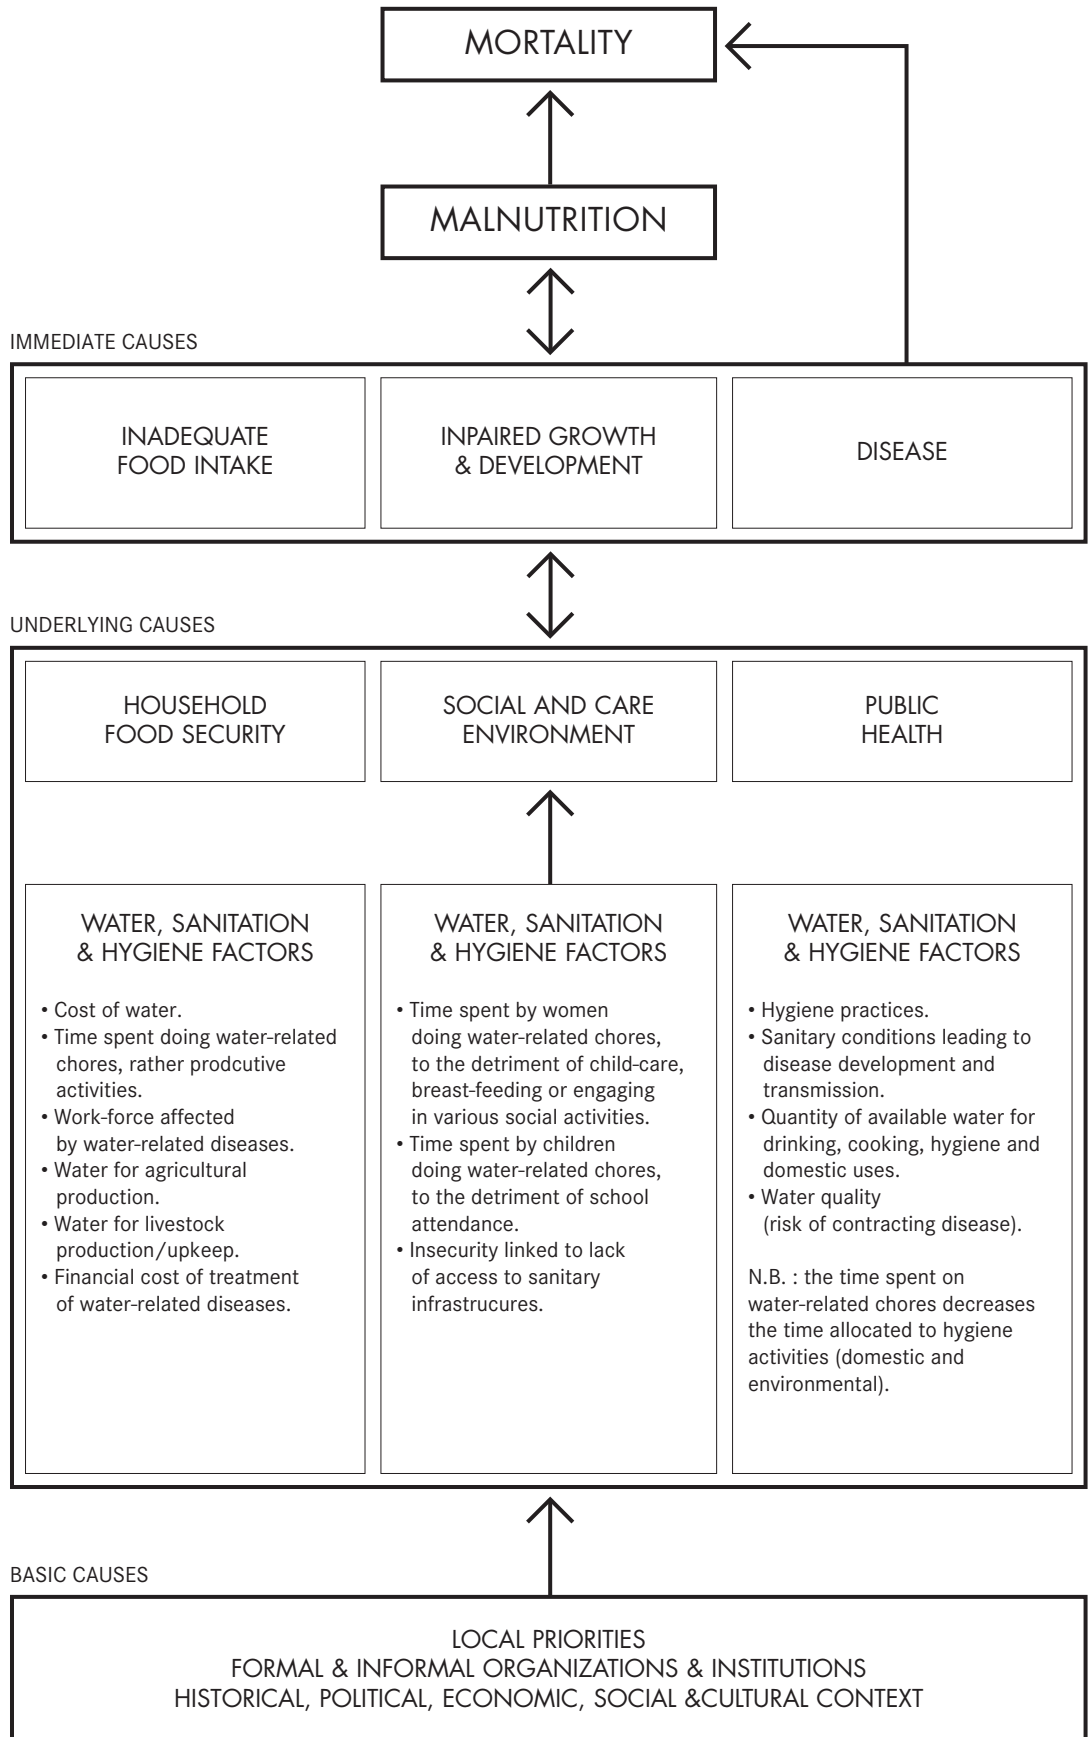 MORTALITY
MALNUTRITION
IMMEDIATE CAUSES
INADEQUATE
FOOD INTAKE
INPAIRED GROWTH
& DEVELOPMENT
DISEASE
UNDERLYING CAUSES
HOUSEHOLD
FOOD SECURITY
SOCIAL AND CARE
ENVIRONMENT
PUBLIC
HEALTH
WATER, SANITATION
& HYGIENE FACTORS
• Cost of water.
• Time spent doing water-related
chores, rather prodcutive
activities.
• Work-force affected
by water-related diseases.
• Water for agricultural
production.
• Water for livestock
production/upkeep.
• Financial cost of treatment
of water-related diseases.
WATER, SANITATION
& HYGIENE FACTORS
• Time spent by women
doing water-related chores,
to the detriment of child-care,
breast-feeding or engaging
in various social activities.
• Time spent by children
doing water-related chores,
to the detriment of school
attendance.
• Insecurity linked to lack
of access to sanitary
infrastrucures.
WATER, SANITATION
& HYGIENE FACTORS
• Hygiene practices.
• Sanitary conditions leading to
disease development and
transmission.
• Quantity of available water for
drinking, cooking, hygiene and
domestic uses.
• Water quality
(risk of contracting disease).
N.B. : the time spent on
water-related chores decreases
the time allocated to hygiene
activities (domestic and
environmental).
BASIC CAUSES
LOCAL PRIORITIES
FORMAL & INFORMAL ORGANIZATIONS & INSTITUTIONS
HISTORICAL, POLITICAL, ECONOMIC, SOCIAL &CULTURAL CONTEXT